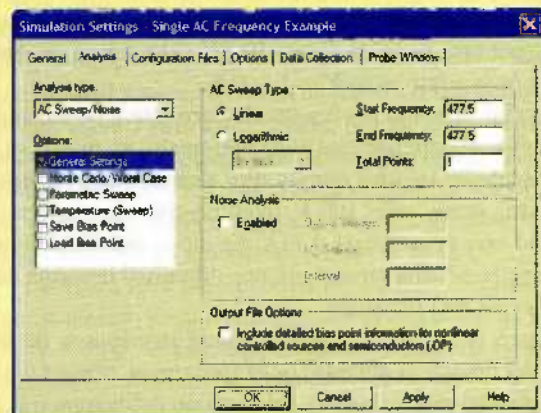 Simulation Settings - Single AC Frequency Example
General Analysis Configuration Files Options Data Collection Probe Window
Analysis type:
AC Sweep/Noise
Options:
General Settings
Monte Carlo/Worst Case
Parametric Sweep
Temperature (Sweep)
Save Bias Point
Load Bias Point
AC Sweep Type
Linear
Logarithmic
Start Frequency: 477.5
End Frequency: 477.5
Total Points: 1
Noise Analysis
Enabled
Interval
Output File Options
Include detailed bias point information for nonlinear
controlled sources and semiconductors (.OP)
OK Cancel Apply Help